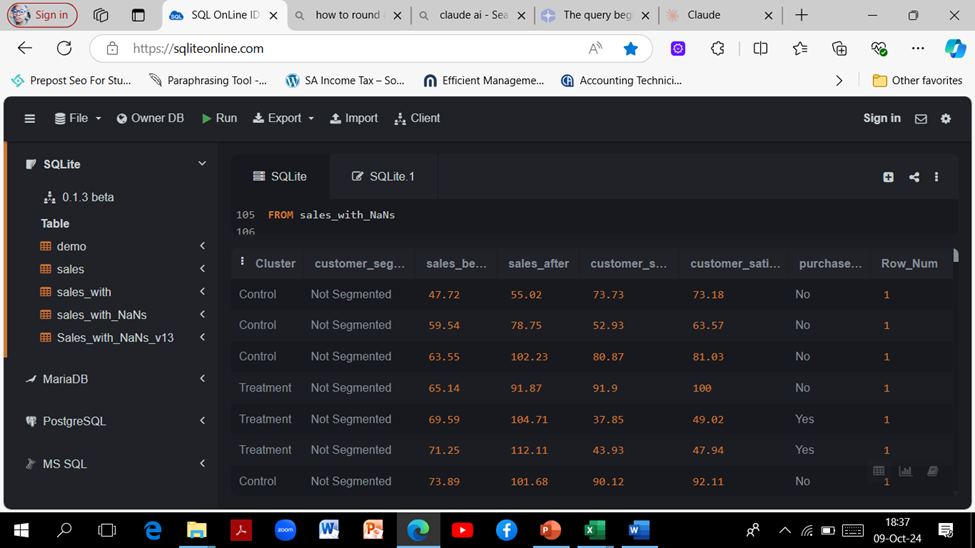 Sign in
SQL OnLine ID
how to round
claude ai - Sea
The query beg
Claude
https://sqliteonline.com
Prepost Seo For Stu...
Paraphrasing Tool -...
SA Income Tax – So...
Efficient Manageme...
Accounting Technici...
Other favorites
File
Owner DB
Run
Export
Import
Client
Sign in
SQLite
0.1.3 beta
Table
demo
sales
sales_with
sales_with_NaNs
Sales_with_NaNs_v13
MariaDB
PostgreSQL
MS SQL
SQLite
SQLite.1
105 FROM sales_with_NaNs
106
Cluster customer_seg... sales_be... sales_after customer_s... customer_sati... purchase... Row_Num
Control Not Segmented 47.72 55.02 73.73 73.18 No 1
Control Not Segmented 59.54 78.75 52.93 63.57 No 1
Control Not Segmented 63.55 102.23 80.87 81.03 No 1
Treatment Not Segmented 65.14 91.87 91.9 100 No 1
Treatment Not Segmented 69.59 104.71 37.85 49.02 Yes 1
Treatment Not Segmented 71.25 112.11 43.93 47.94 Yes 1
Control Not Segmented 73.89 101.68 90.12 92.11 No 1
zoom
18:37
09-Oct-24